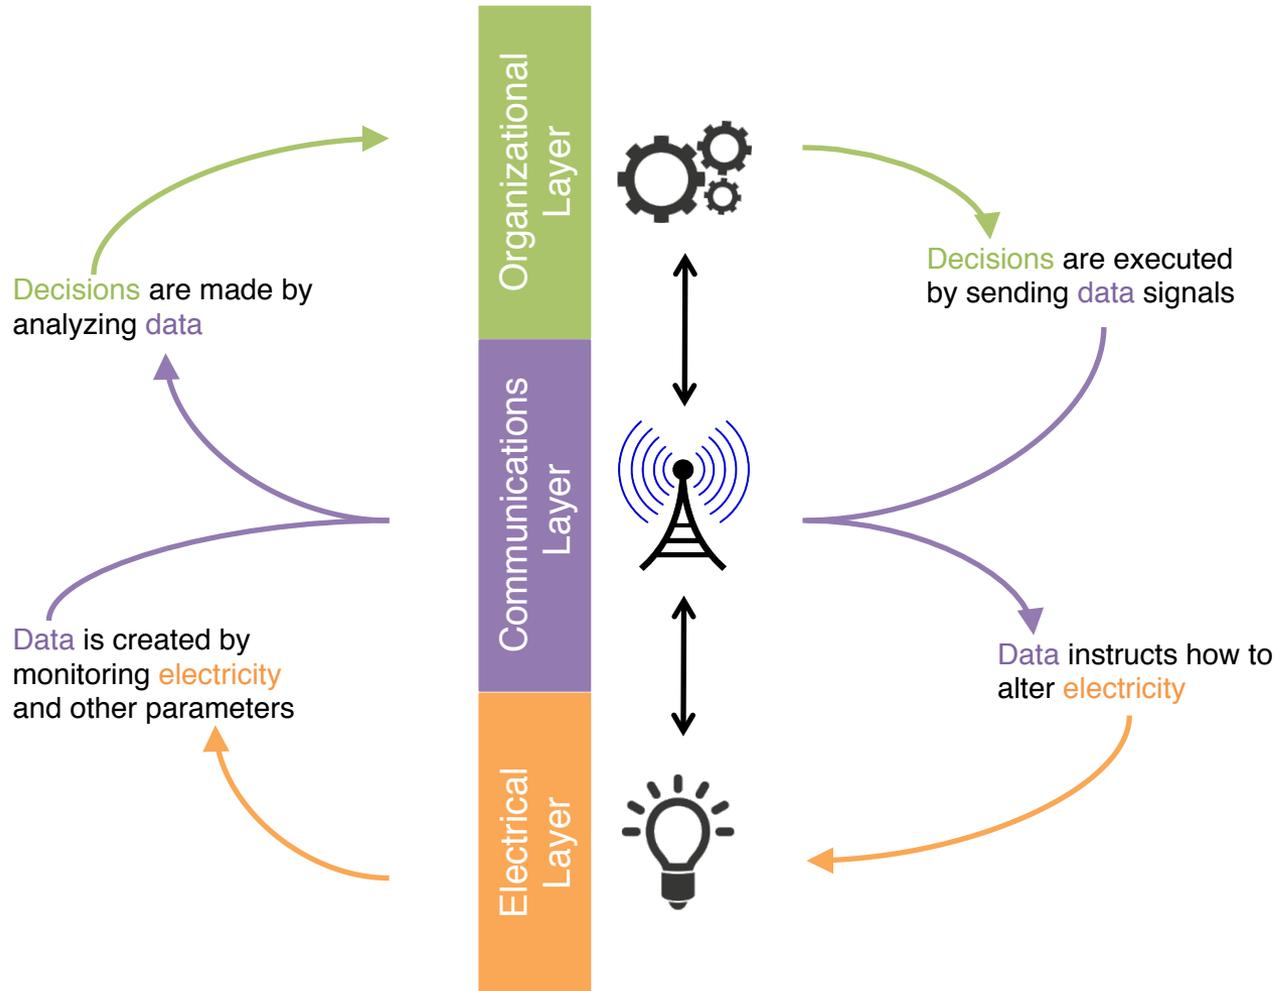 Organizational
Layer
Decisions are made by
analyzing data
Decisions are executed
by sending data signals
Communications
Layer
Data is created by
monitoring electricity
and other parameters
Data instructs how to
alter electricity
Electrical
Layer